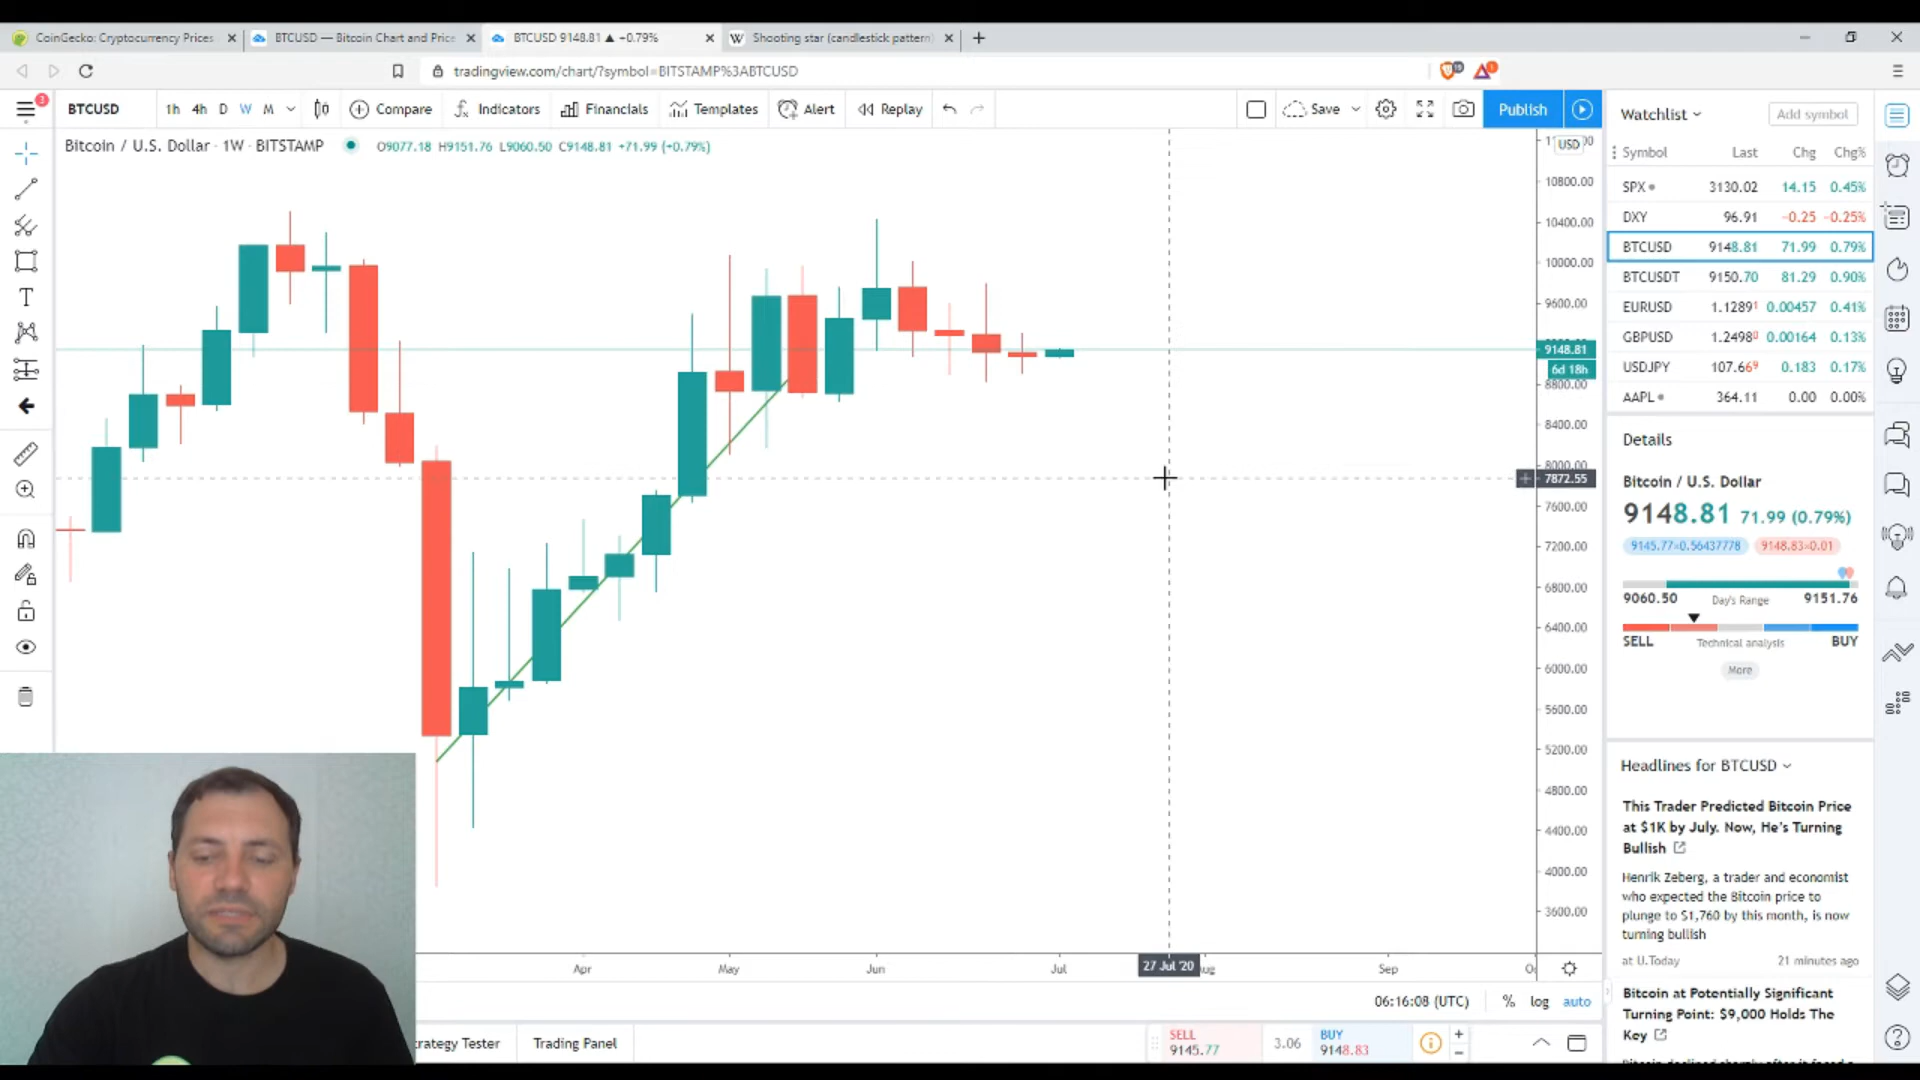 CoinGecko: Cryptocurrency Prices
BTCUSD — Bitcoin Chart and Price
BTCUSD 9148.81 ▲ +0.79%
Shooting star (candlestick pattern)
tradingview.com/chart/?symbol=BITSTAMP%3ABTCUSD
BTCUSD 1h 4h D W M Compare Indicators Financials Templates Alert Replay Save Publish
Bitcoin / U.S. Dollar · 1W · BITSTAMP O9077.18 H9151.76 L9060.50 C9148.81 +71.99 (+0.79%)
USD
10800.00
10400.00
10000.00
9600.00
9148.81
6d 18h
8800.00
8400.00
8000.00
7872.55
7600.00
7200.00
6800.00
6400.00
6000.00
5600.00
5200.00
4800.00
4400.00
4000.00
3600.00
Apr May Jun Jul 27 Jul '20 Sep
06:16:08 (UTC) % log auto
Trading Panel
SELL
9145.77
3.06
BUY
9148.83
Watchlist
Add symbol
Symbol Last Chg Chg%
SPX 3130.02 14.15 0.45%
DXY 96.91 −0.25 −0.25%
BTCUSD 9148.81 71.99 0.79%
BTCUSDT 9150.70 81.29 0.90%
EURUSD 1.12891 0.00457 0.41%
GBPUSD 1.24980 0.00164 0.13%
USDJPY 107.669 0.183 0.17%
AAPL 364.11 0.00 0.00%
Details
Bitcoin / U.S. Dollar
9148.81 71.99 (0.79%)
9145.77×0.56437778 9148.83×0.01
9060.50 Day's Range 9151.76
SELL Technical analysis BUY
More
Headlines for BTCUSD
This Trader Predicted Bitcoin Price
at $1K by July. Now, He's Turning
Bullish
Henrik Zeberg, a trader and economist
who expected the Bitcoin price to
plunge to $1,760 by this month, is now
turning bullish
at U.Today 21 minutes ago
Bitcoin at Potentially Significant
Turning Point: $9,000 Holds The
Key